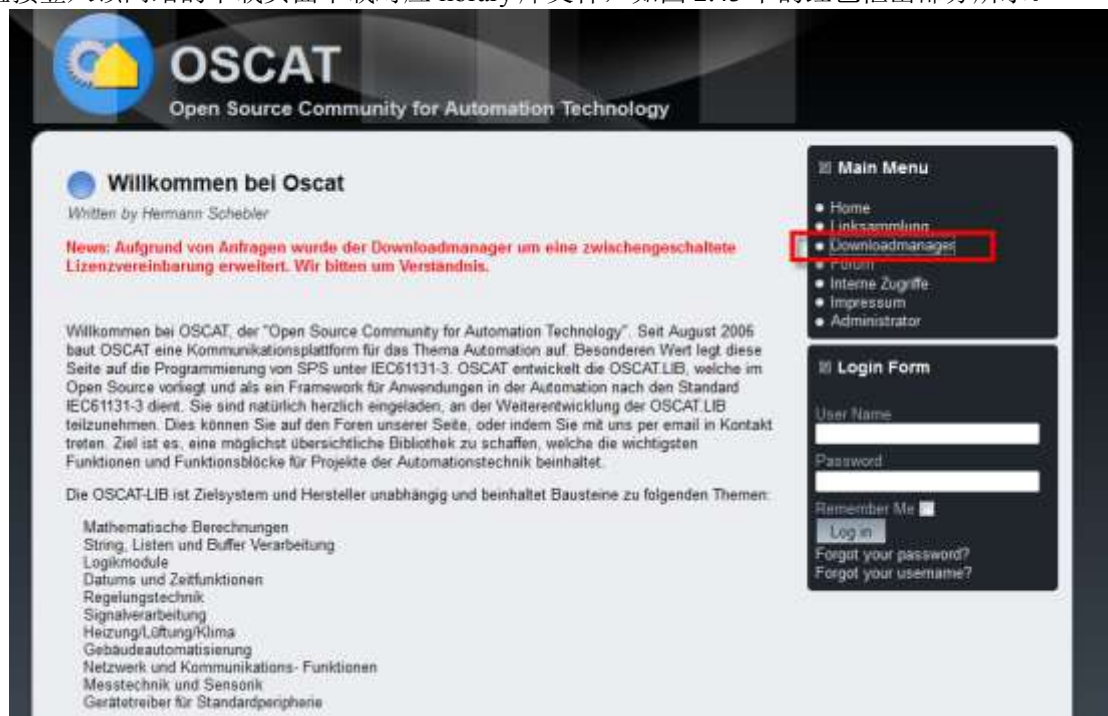 OSCAT
Open Source Community for Automation Technology
Willkommen bei Oscat
Written by Hermann Schebler
News: Aufgrund von Anfragen wurde der Downloadmanager um eine zwischengeschaltete
Lizenzvereinbarung erweitert. Wir bitten um Verständnis.
Willkommen bei OSCAT, der "Open Source Community for Automation Technology". Seit August 2006
baut OSCAT eine Kommunikationsplattform für das Thema Automation auf. Besonderen Wert legt diese
Seite auf die Programmierung von SPS unter IEC61131-3. OSCAT entwickelt die OSCAT.LIB, welche im
Open Source vorliegt und als ein Framework für Anwendungen in der Automation nach den Standard
IEC61131-3 dient. Sie sind natürlich herzlich eingeladen, an der Weiterentwicklung der OSCAT.LIB
teilzunehmen. Dies können Sie auf den Foren unserer Seite, oder indem Sie mit uns per email in Kontakt
treten. Ziel ist es, eine möglichst übersichtliche Bibliothek zu schaffen, welche die wichtigsten
Funktionen und Funktionsblöcke für Projekte der Automationstechnik beinhaltet.
Die OSCAT-LIB ist Zielsystem und Hersteller unabhängig und beinhaltet Bausteine zu folgenden Themen:
Mathematische Berechnungen
String, Listen und Buffer Verarbeitung
Logikmodule
Datums und Zeitfunktionen
Regelungstechnik
Signalverarbeitung
Heizung/Lüftung/Klima
Gebäudeautomatisierung
Netzwerk und Kommunikations- Funktionen
Messtechnik und Sensorik
Gerätetreiber für Standardperipherie
Main Menu
Home
Linksammlung
Downloadmanager
Forum
Interne Zugriffe
Impressum
Administrator
Login Form
User Name
Password
Remember Me
Log in
Forgot your password?
Forgot your username?